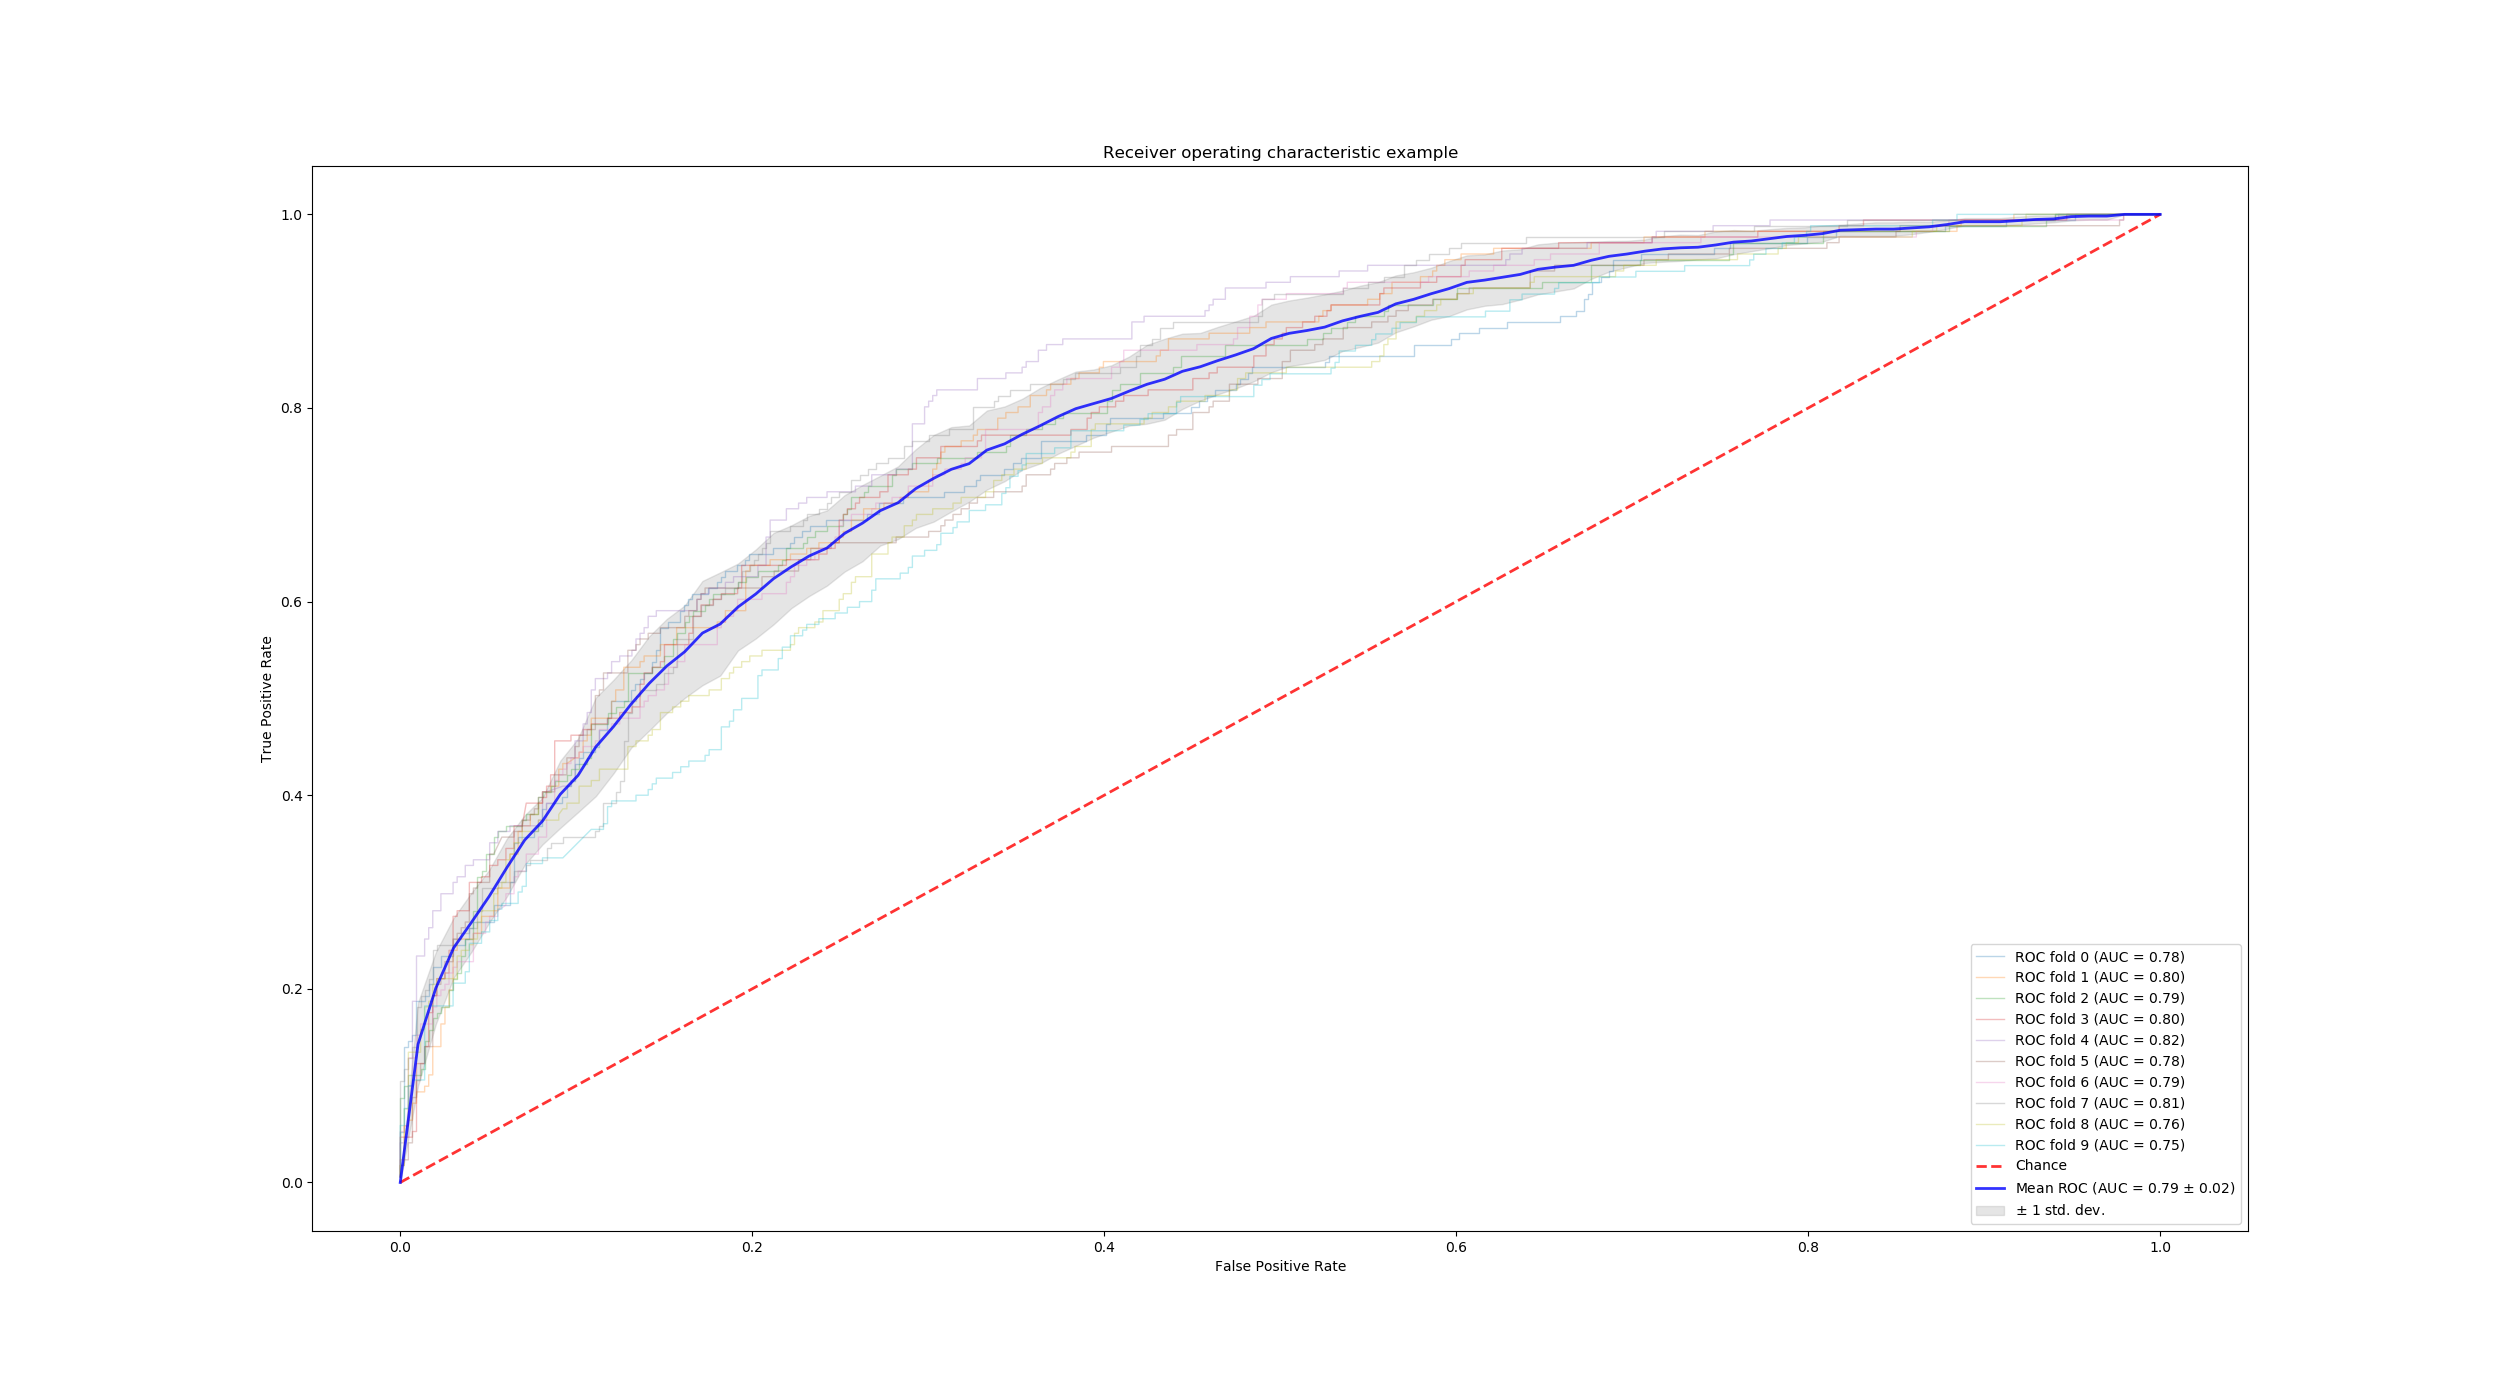 Receiver operating characteristic example
1.0
0.8
0.6
0.4
0.2
0.0
True Positive Rate
0.0 0.2 0.4 0.6 0.8 1.0
False Positive Rate
ROC fold 0 (AUC = 0.78)
ROC fold 1 (AUC = 0.80)
ROC fold 2 (AUC = 0.79)
ROC fold 3 (AUC = 0.80)
ROC fold 4 (AUC = 0.82)
ROC fold 5 (AUC = 0.78)
ROC fold 6 (AUC = 0.79)
ROC fold 7 (AUC = 0.81)
ROC fold 8 (AUC = 0.76)
ROC fold 9 (AUC = 0.75)
Chance
Mean ROC (AUC = 0.79 ± 0.02)
± 1 std. dev.